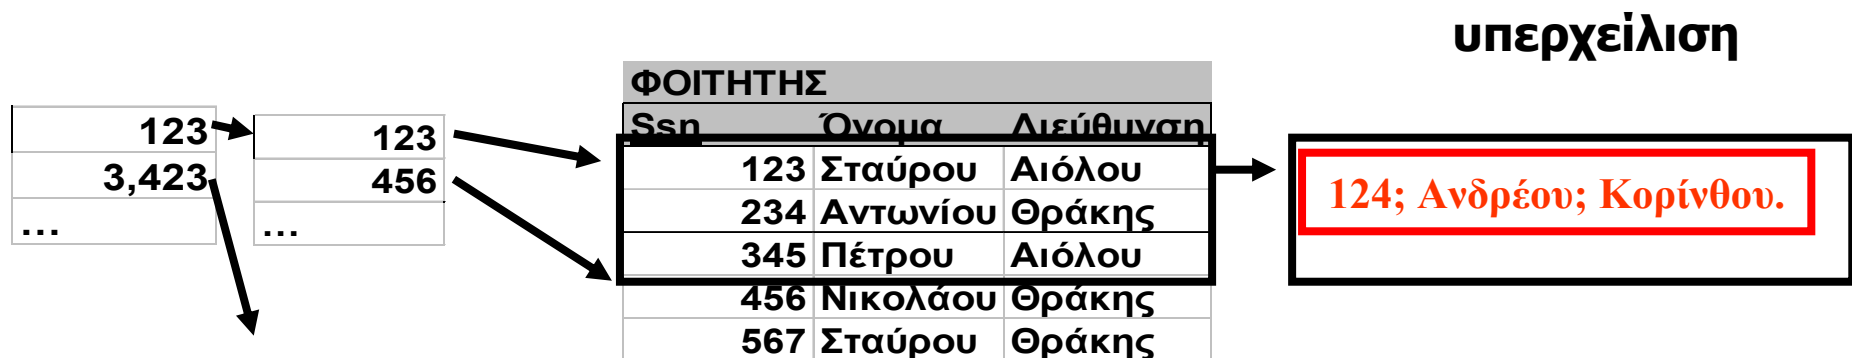 υπερχείλιση
123
3,423
...
123
456
...
ΦΟΙΤΗΤΗΣ
Ssn Όνομα Διεύθυνση
123 Σταύρου Αιόλου
234 Αντωνίου Θράκης
345 Πέτρου Αιόλου
456 Νικολάου Θράκης
567 Σταύρου Θράκης
124; Ανδρέου; Κορίνθου.